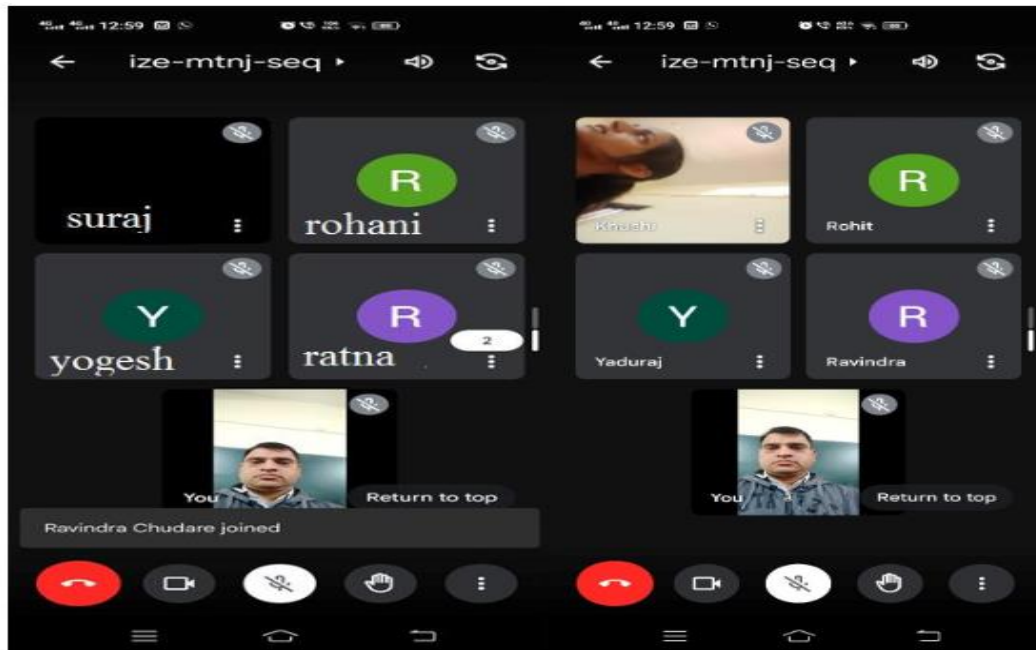 12:59
ize-mtnj-seq
suraj
R
rohani
Y
yogesh
R
ratna
2
You
Return to top
Ravindra Chudare joined
12:59
ize-mtnj-seq
Khushi
R
Rohit
Y
Yaduraj
R
Ravindra
You
Return to top